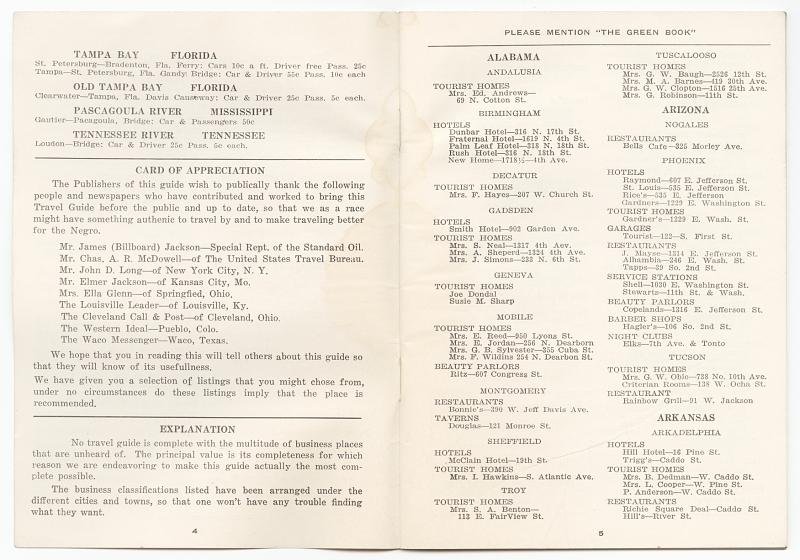 TAMPA BAY FLORIDA
St. Petersburg—Bradenton, Fla. Ferry: Cars 10c a ft. Driver free Pass. 25c
Tampa—St. Petersburg, Fla. Gandy Bridge: Car & Driver 55c Pass. 10c each
OLD TAMPA BAY FLORIDA
Clearwater—Tampa, Fla. Davis Causeway: Car & Driver 25c Pass. 5c each.
PASCAGOULA RIVER MISSISSIPPI
Gautier—Pacagoula, Bridge: Car & Passengers 50c
TENNESSEE RIVER TENNESSEE
Loudon—Bridge: Car & Driver 25c Pass. 5c each.
CARD OF APPRECIATION
The Publishers of this guide wish to publically thank the following
people and newspapers who have contributed and worked to bring this
Travel Guide before the public and up to date, so that we as a race
might have something authenic to travel by and to make traveling better
for the Negro.
Mr. James (Billboard) Jackson—Special Rept. of the Standard Oil.
Mr. Chas. A. R. McDowell—of The United States Travel Bureau.
Mr. John D. Long—of New York City, N. Y.
Mr. Elmer Jackson—of Kansas City, Mo.
Mrs. Ella Glenn—of Springfied, Ohio.
The Louisville Leader—of Louisville, Ky.
The Cleveland Call & Post—of Cleveland, Ohio.
The Western Ideal—Pueblo, Colo.
The Waco Messenger—Waco, Texas.
We hope that you in reading this will tell others about this guide so
that they will know of its usefullness.
We have given you a selection of listings that you might chose from,
under no circumstances do these listings imply that the place is
recommended.
EXPLANATION
No travel guide is complete with the multitude of business places
that are unheard of. The principal value is its completeness for which
reason we are endeavoring to make this guide actually the most com-
plete possible.
The business classifications listed have been arranged under the
different cities and towns, so that one won't have any trouble finding
what they want.
4
PLEASE MENTION "THE GREEN BOOK"
ALABAMA
ANDALUSIA
TOURIST HOMES
Mrs. Ed. Andrews—
69 N. Cotton St.
BIRMINGHAM
HOTELS
Dunbar Hotel—316 N. 17th St.
Fraternal Hotel—1619 N. 4th St.
Palm Leaf Hotel—318 N. 18th St.
Rush Hotel—316 N. 18th St.
New Home—1718½—4th Ave.
DECATUR
TOURIST HOMES
Mrs. F. Hayes—207 W. Church St.
GADSDEN
HOTELS
Smith Hotel—902 Garden Ave.
TOURIST HOMES
Mrs. S. Neal—1317 4th Aev.
Mrs. A. Sheperd—1324 4th Ave.
Mrs. J. Simons—233 N. 6th St.
GENEVA
TOURIST HOMES
Joe Dondal
Susie M. Sharp
MOBILE
TOURIST HOMES
Mrs. E. Reed—950 Lyons St.
Mrs. E. Jordan—256 N. Dearborn
Mrs. G. B. Sylvester—355 Cuba St.
Mrs. F. Wildins 254 N. Dearbon St.
BEAUTY PARLORS
Ritz—607 Congress St.
MONTGOMERY
RESTAURANTS
Bonnie's—390 W. Jeff Davis Ave.
TAVERNS
Douglas—121 Monroe St.
SHEFFIELD
HOTELS
McClain Hotel—19th St.
TOURIST HOMES
Mrs. I. Hawkins—S. Atlantic Ave.
TROY
TOURIST HOMES
Mrs. S. A. Benton—
113 E. FairView St.
TUSCALOOSO
TOURIST HOMES
Mrs. G. W. Baugh—2526 12th St.
Mrs. M. A. Barnes—419 30th Ave.
Mrs. G. W. Clopton—1516 25th Ave.
Mrs. G. Robinson—11th St.
ARIZONA
NOGALES
RESTAURANTS
Bells Cafe—325 Morley Ave.
PHOENIX
HOTELS
Raymond—607 E. Jefferson St.
St. Louis—535 E. Jefferson St.
Rice's—535 E. Jefferson
Gardners—1229 E. Washington St.
TOURIST HOMES
Gardner's—1229 E. Wash. St.
GARAGES
Tourist—122—S. First St.
RESTAURANTS
J. Mayse—1314 E. Jefferson St.
Alhambia—246 E. Wash. St.
Tapps—39 So. 2nd St.
SERVICE STATIONS
Shell—1030 E. Washington St.
Stewarts—11th St. & Wash.
BEAUTY PARLORS
Copelands—1316 E. Jefferson St.
BARBER SHOPS
Hagler's—106 So. 2nd St.
NIGHT CLUBS
Elks—7th Ave. & Tonto
TUCSON
TOURIST HOMES
Mrs. G. W. Ohio—738 No. 10th Ave.
Criterian Rooms—138 W. Ocha St.
RESTAURANT
Rainbow Grill—91 W. Jackson
ARKANSAS
ARKADELPHIA
HOTELS
Hill Hotel—16 Pine St.
Trigg's—Caddo St.
TOURIST HOMES
Mrs. B. Dedman—W. Caddo St.
Mrs. L. Cooper—W. Pine St.
P. Anderson—W. Caddo St.
RESTAURANTS
Richie Square Deal—Caddo St.
Hill's—River St.
5